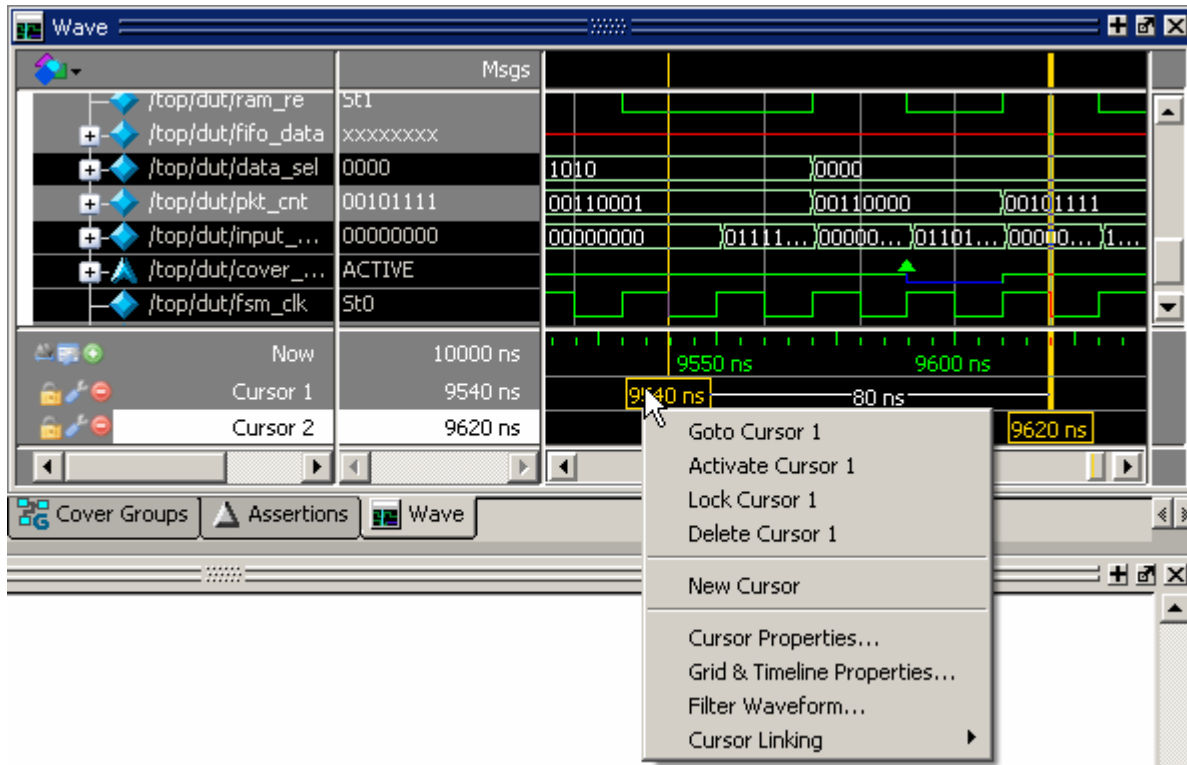 Wave
Msgs
/top/dut/ram_re St1
/top/dut/fifo_data xxxxxxxx
/top/dut/data_sel 0000 1010 0000
/top/dut/pkt_cnt 00101111 00110001 00110000 00101111
/top/dut/input_... 00000000 00000000 01111... 00000... 01101... 00000... 1...
/top/dut/cover_... ACTIVE
/top/dut/fsm_clk St0
Now 10000 ns 9550 ns 9600 ns
Cursor 1 9540 ns 9540 ns 80 ns
Cursor 2 9620 ns 9620 ns
Goto Cursor 1
Activate Cursor 1
Lock Cursor 1
Delete Cursor 1
New Cursor
Cursor Properties...
Grid & Timeline Properties...
Filter Waveform...
Cursor Linking
Cover Groups Assertions Wave